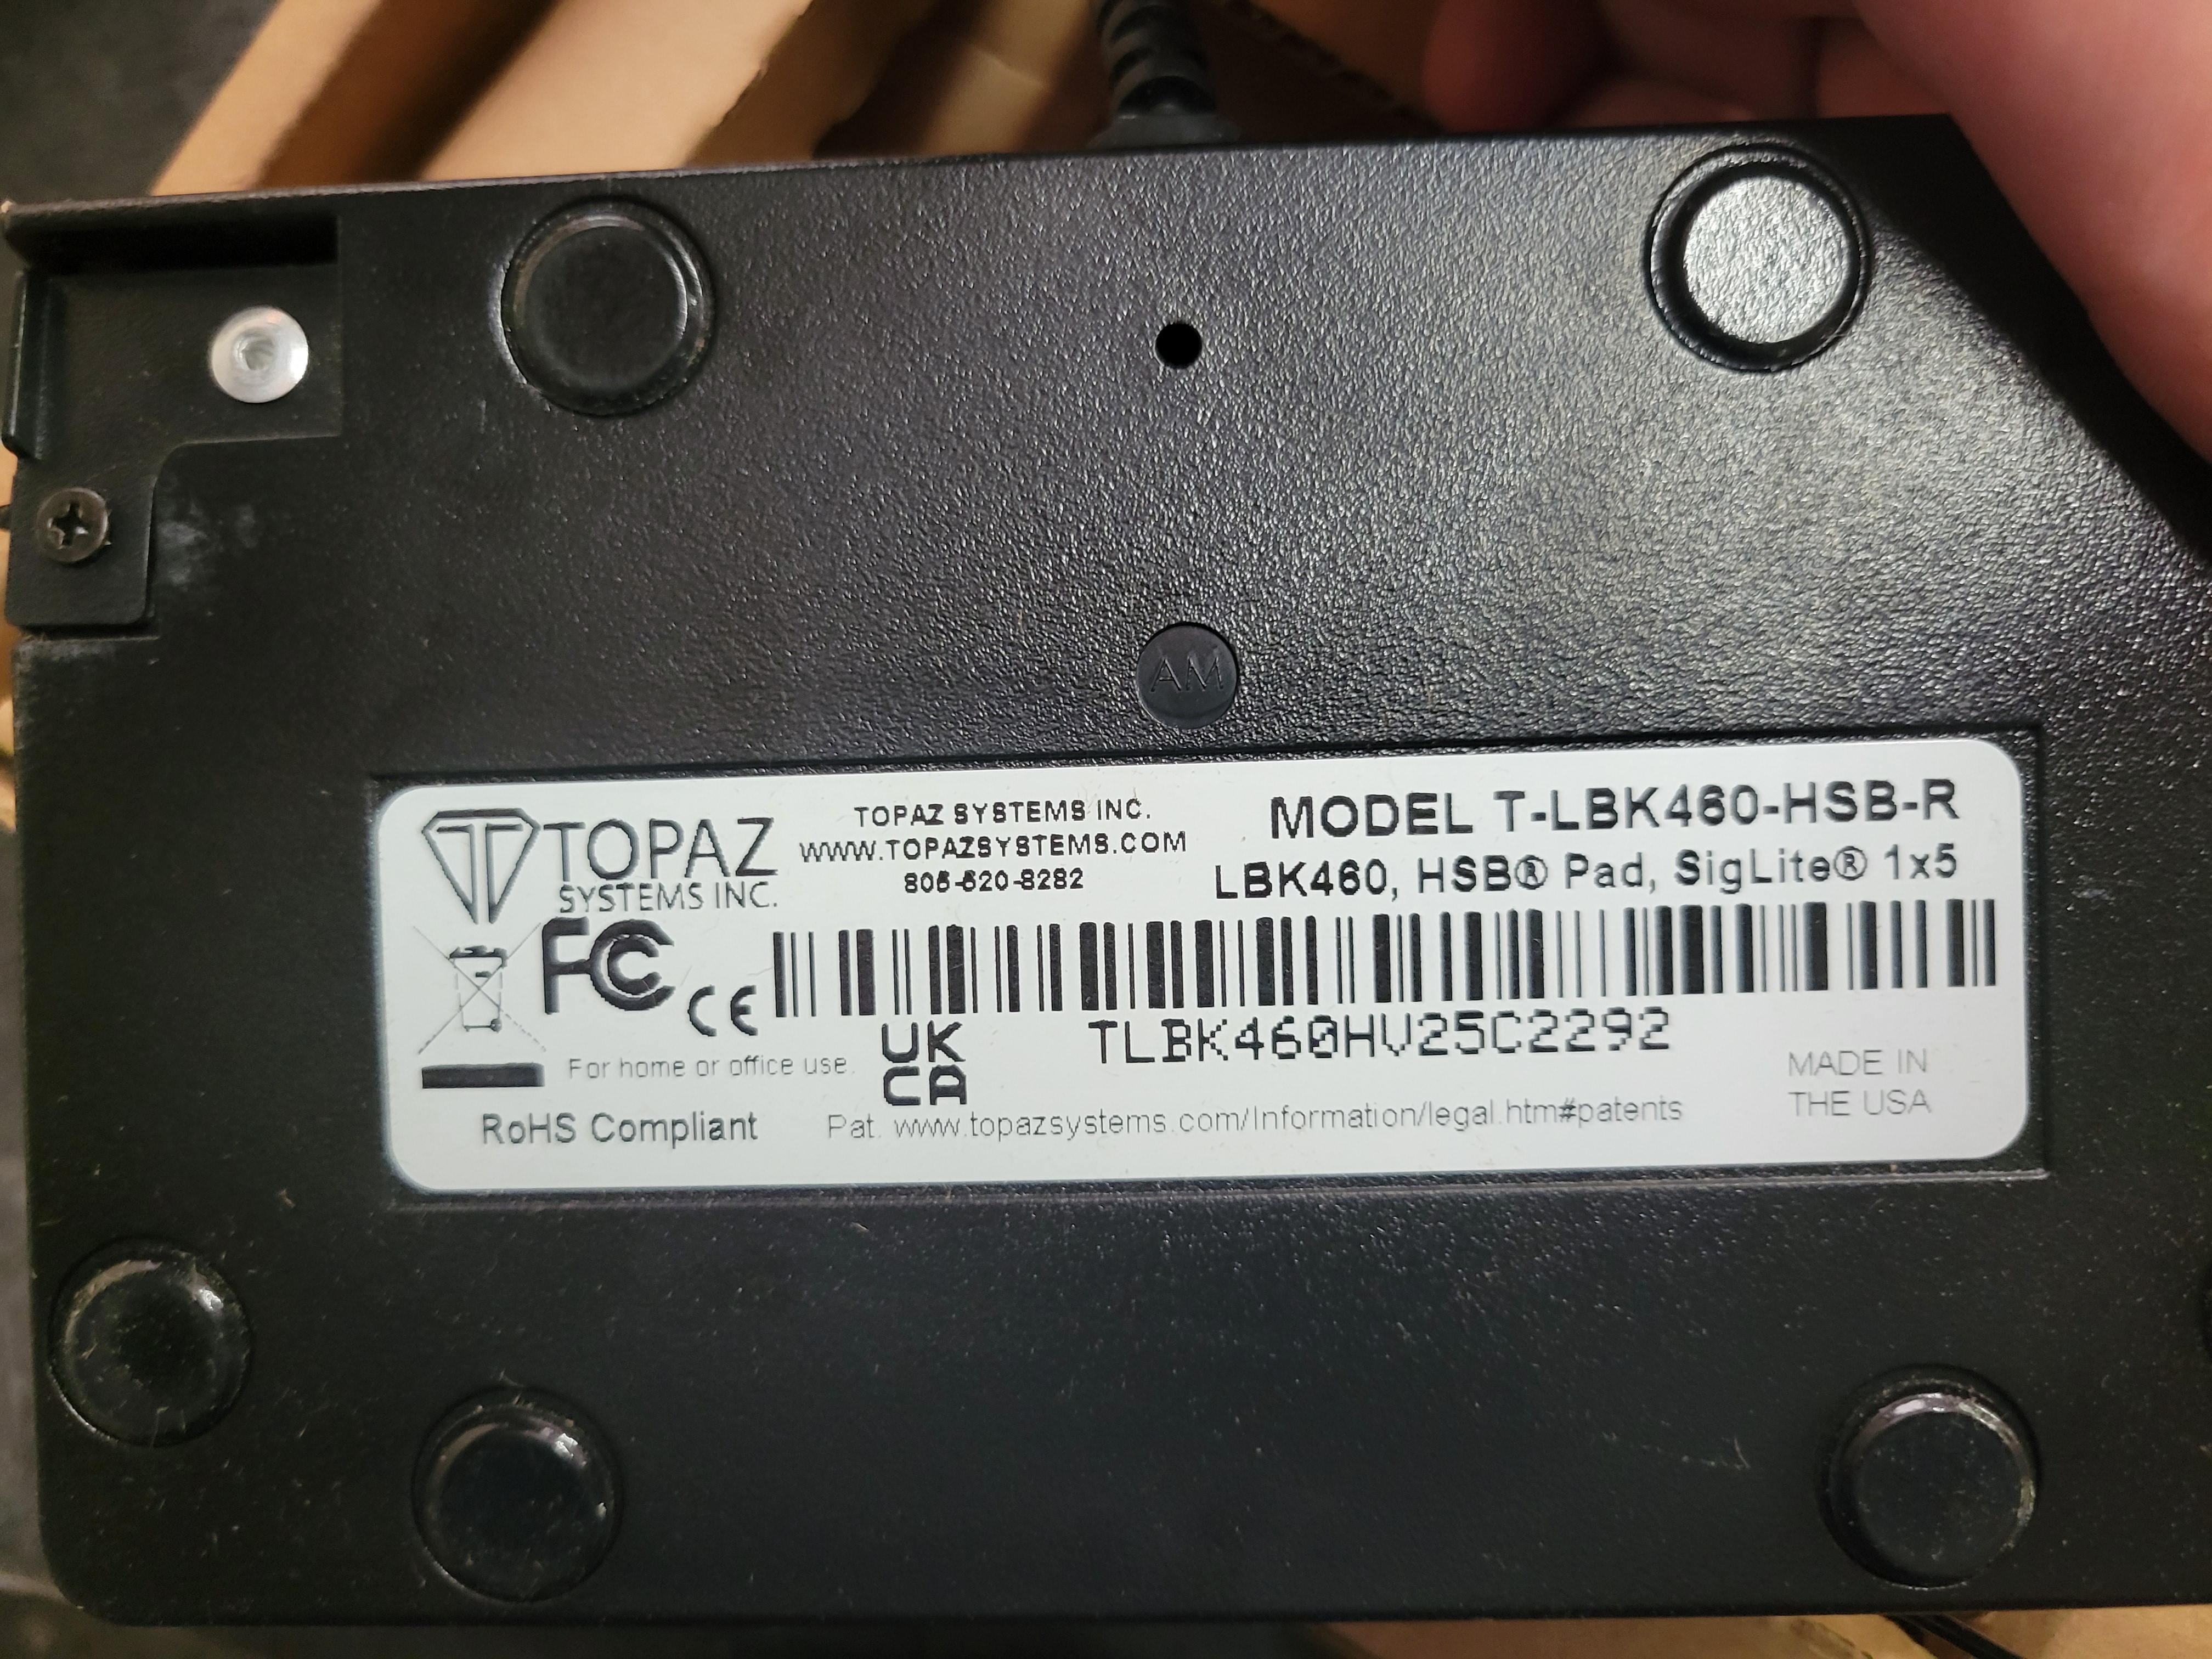 AM
TOPAZ
SYSTEMS INC.
TOPAZ SYSTEMS INC.
WWW.TOPAZSYSTEMS.COM
805-520-8282
MODEL T-LBK460-HSB-R
LBK460, HSB® Pad, SigLite® 1x5
FC CE
TLBK460HV25C2292
UK
CA
For home or office use.
MADE IN
THE USA
RoHS Compliant
Pat. www.topazsystems.com/Information/legal.htm#patents